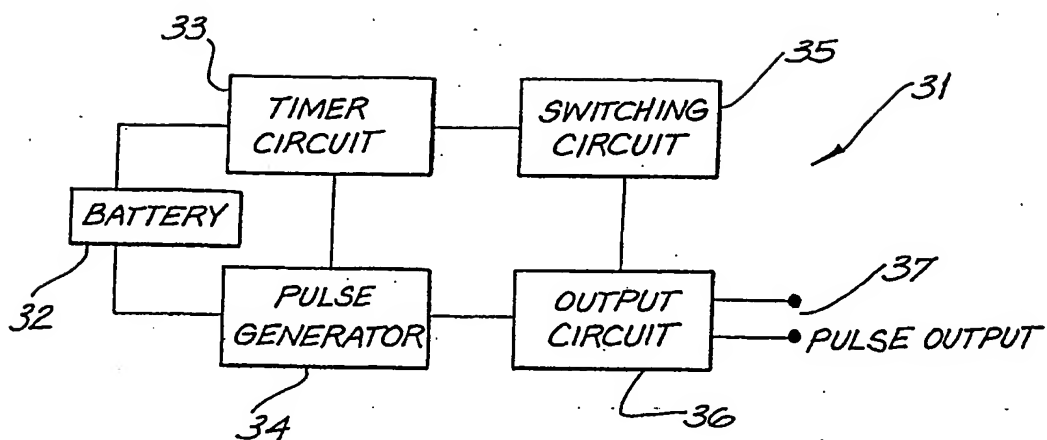 33
35
31
TIMER
CIRCUIT
SWITCHING
CIRCUIT
BATTERY
32
PULSE
GENERATOR
OUTPUT
CIRCUIT
37
PULSE OUTPUT
34
36